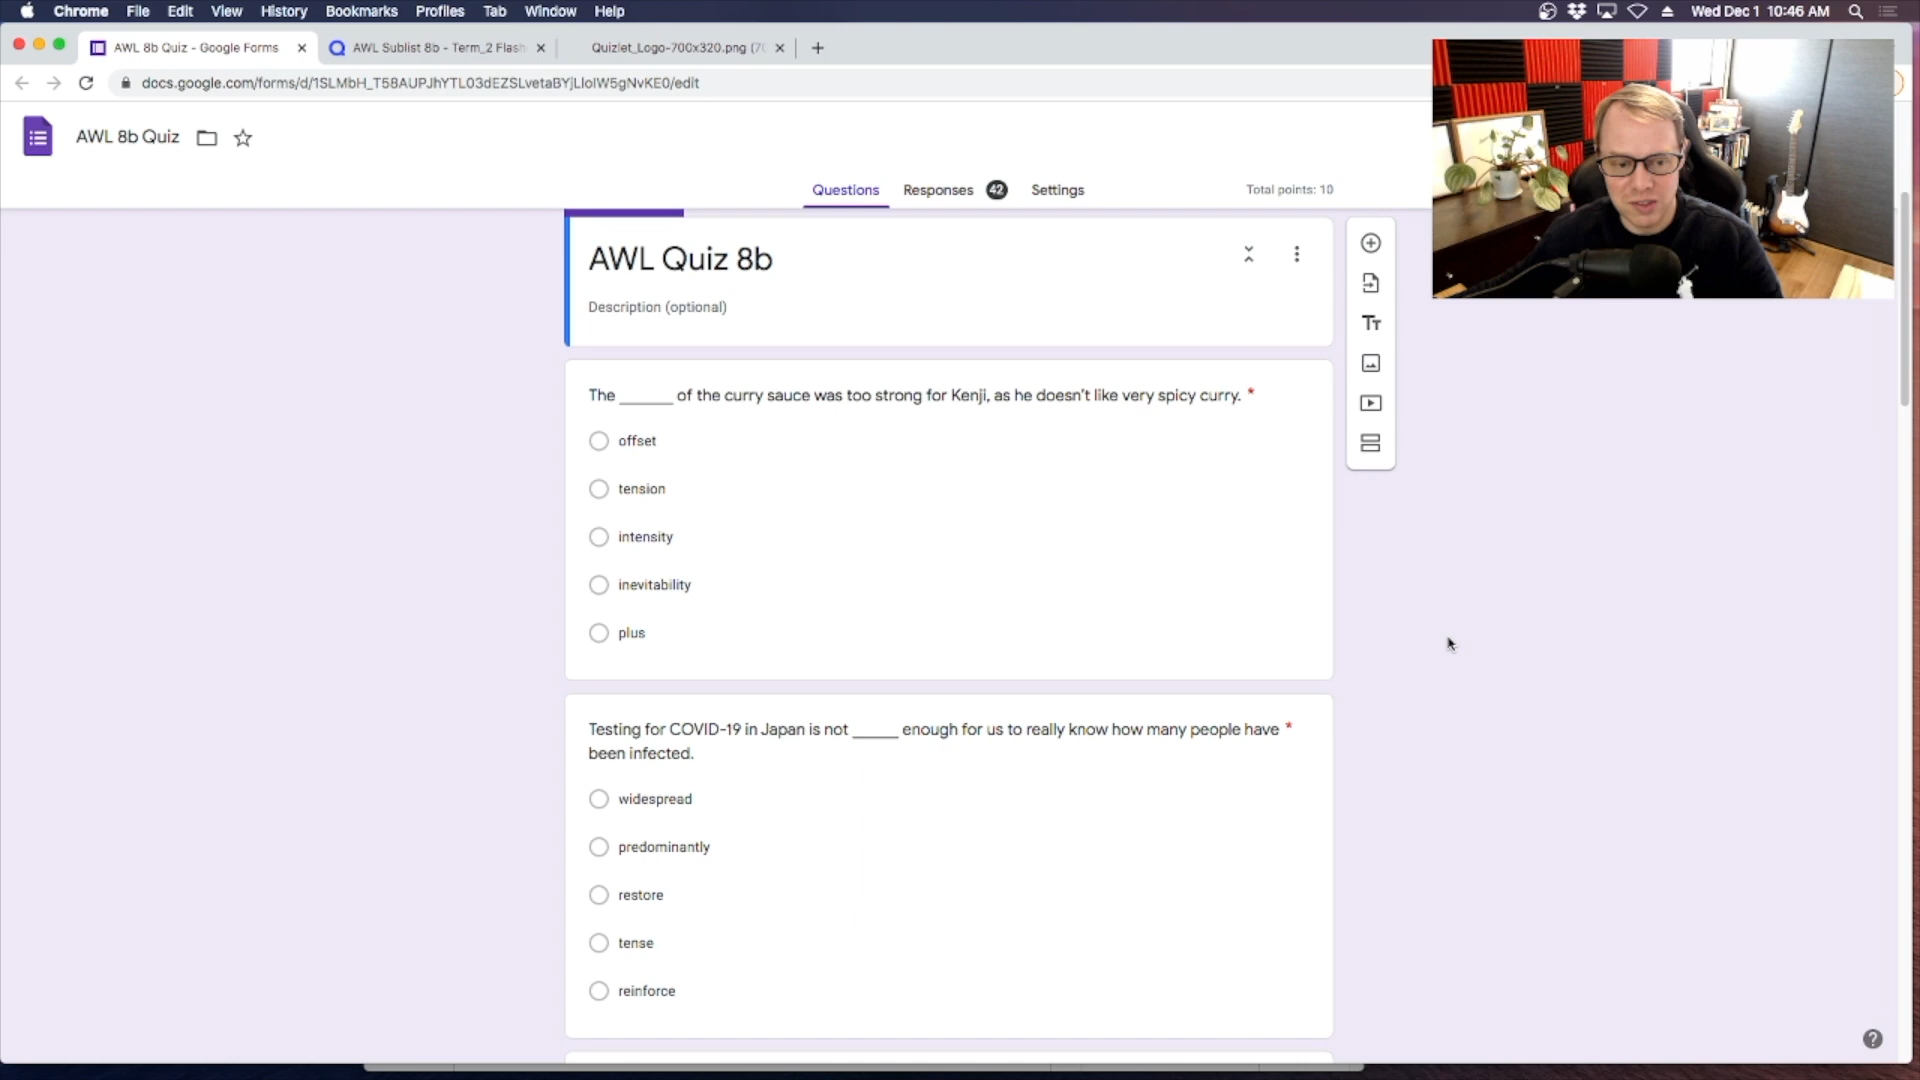 Chrome File Edit View History Bookmarks Profiles Tab Window Help Wed Dec 1 10:46 AM
AWL 8b Quiz - Google Forms AWL Sublist 8b - Term_2 Flash Quizlet_Logo-700x320.png (70
docs.google.com/forms/d/1SLMbH_T58AUPJhYTL03dEZSLvetaBYjLloIW5gNvKE0/edit
AWL 8b Quiz
Questions Responses 42 Settings Total points: 10
AWL Quiz 8b
Description (optional)
The ______ of the curry sauce was too strong for Kenji, as he doesn't like very spicy curry. *
offset
tension
intensity
inevitability
plus
Testing for COVID-19 in Japan is not _____ enough for us to really know how many people have *
been infected.
widespread
predominantly
restore
tense
reinforce